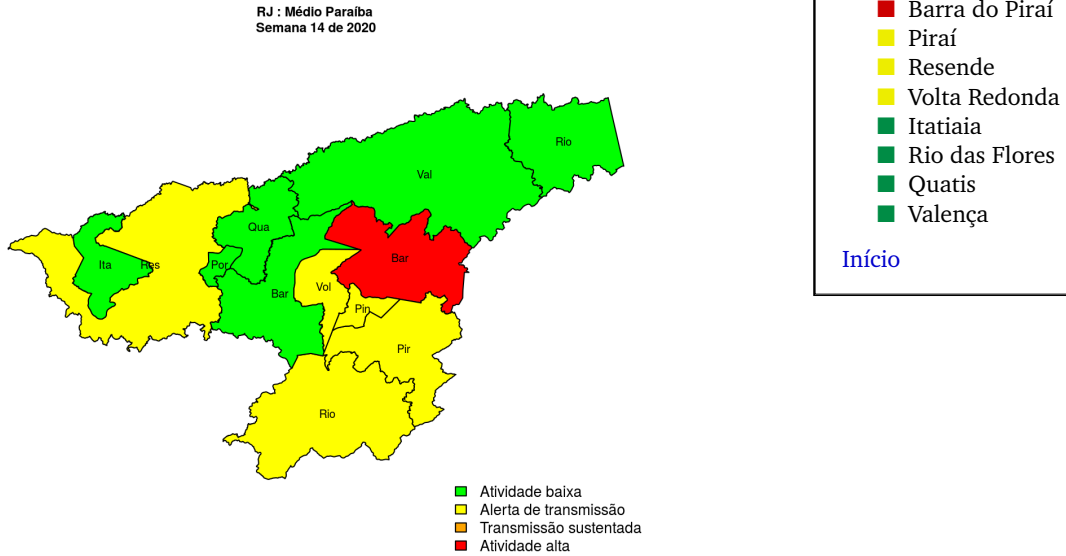 RJ : Médio Paraíba
Semana 14 de 2020
Rio
Val
Qua
Ita
Res
Por
Bar
Bar
Vol
Pin
Pir
Rio
Atividade baixa
Alerta de transmissão
Transmissão sustentada
Atividade alta
Barra do Piraí
Piraí
Resende
Volta Redonda
Itatiaia
Rio das Flores
Quatis
Valença
Início